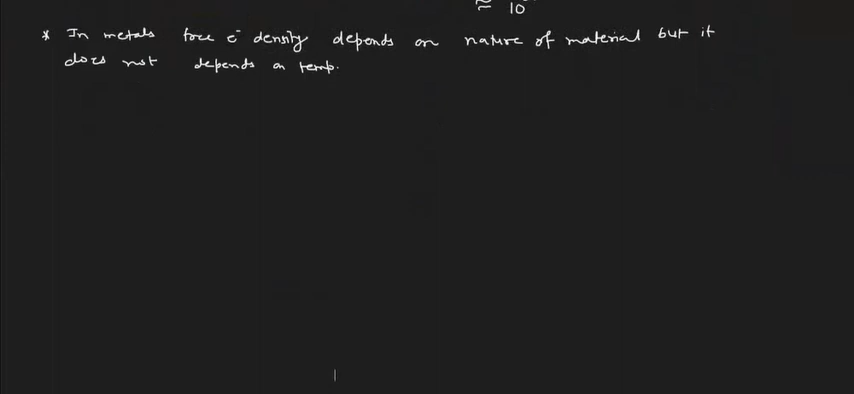 ≈ 10
* In metals free e⁻ density depends on nature of material but it
does not depends on temp.